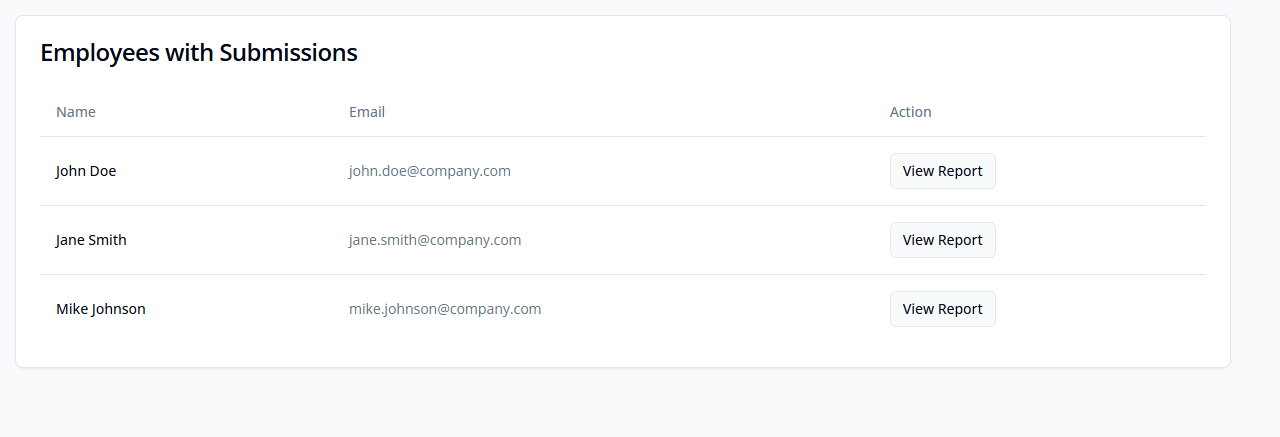 Employees with Submissions
Name Email Action
John Doe john.doe@company.com View Report
Jane Smith jane.smith@company.com View Report
Mike Johnson mike.johnson@company.com View Report